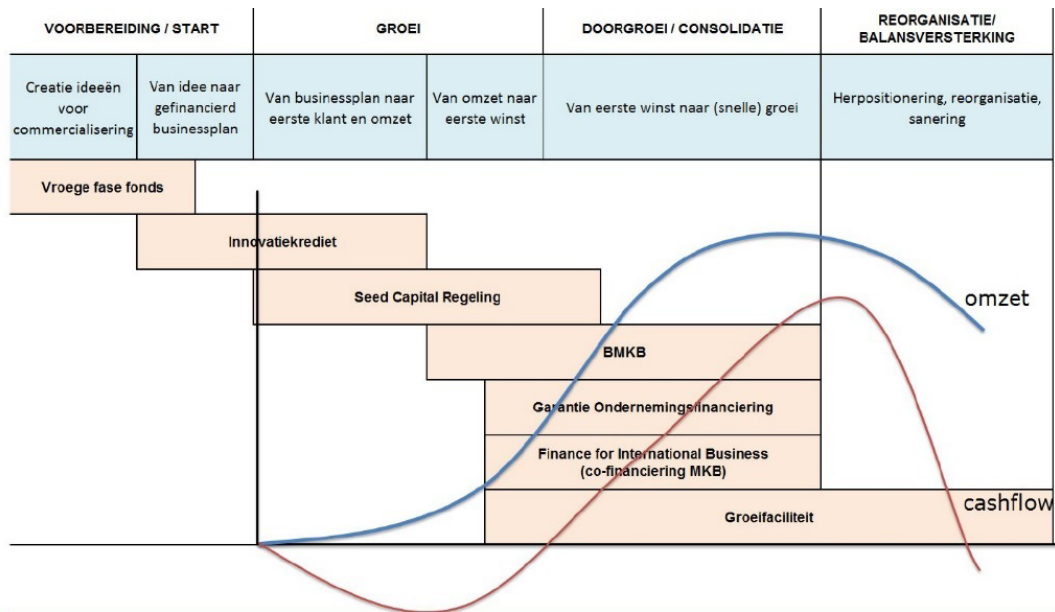 VOORBEREIDING / START
GROEI
DOORGROEI / CONSOLIDATIE
REORGANISATIE/
BALANSVERSTERKING
Creatie ideeën
voor
commercialisering
Van idee naar
gefinancierd
businessplan
Van businessplan naar
eerste klant en omzet
Van omzet naar
eerste winst
Van eerste winst naar (snelle) groei
Herpositionering, reorganisatie,
sanering
Vroege fase fonds
Innovatiekrediet
Seed Capital Regeling
omzet
BMKB
Garantie Ondernemingsfinanciering
Finance for International Business
(co-financiering MKB)
cashflow
Groeifaciliteit